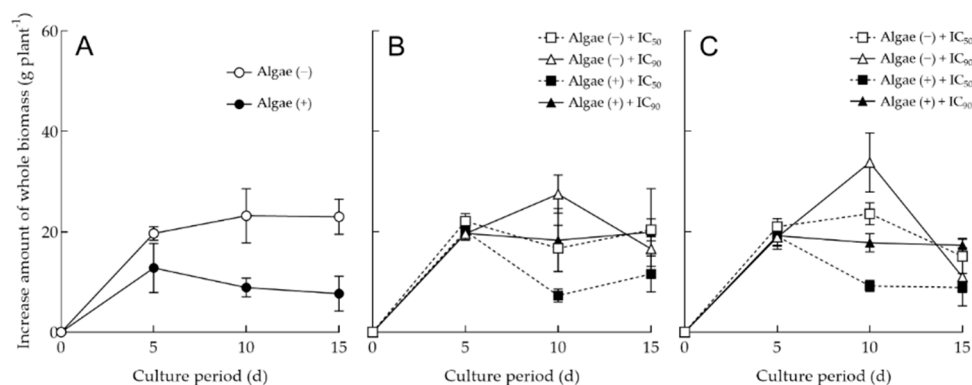 Increase amount of whole biomass (g plant⁻¹)
60
40
20
0
A
Algae (−)
Algae (+)
0 5 10 15
Culture period (d)
B
Algae (−) + IC₅₀
Algae (−) + IC₉₀
Algae (+) + IC₅₀
Algae (+) + IC₉₀
0 5 10 15
Culture period (d)
C
Algae (−) + IC₅₀
Algae (−) + IC₉₀
Algae (+) + IC₅₀
Algae (+) + IC₉₀
0 5 10 15
Culture period (d)